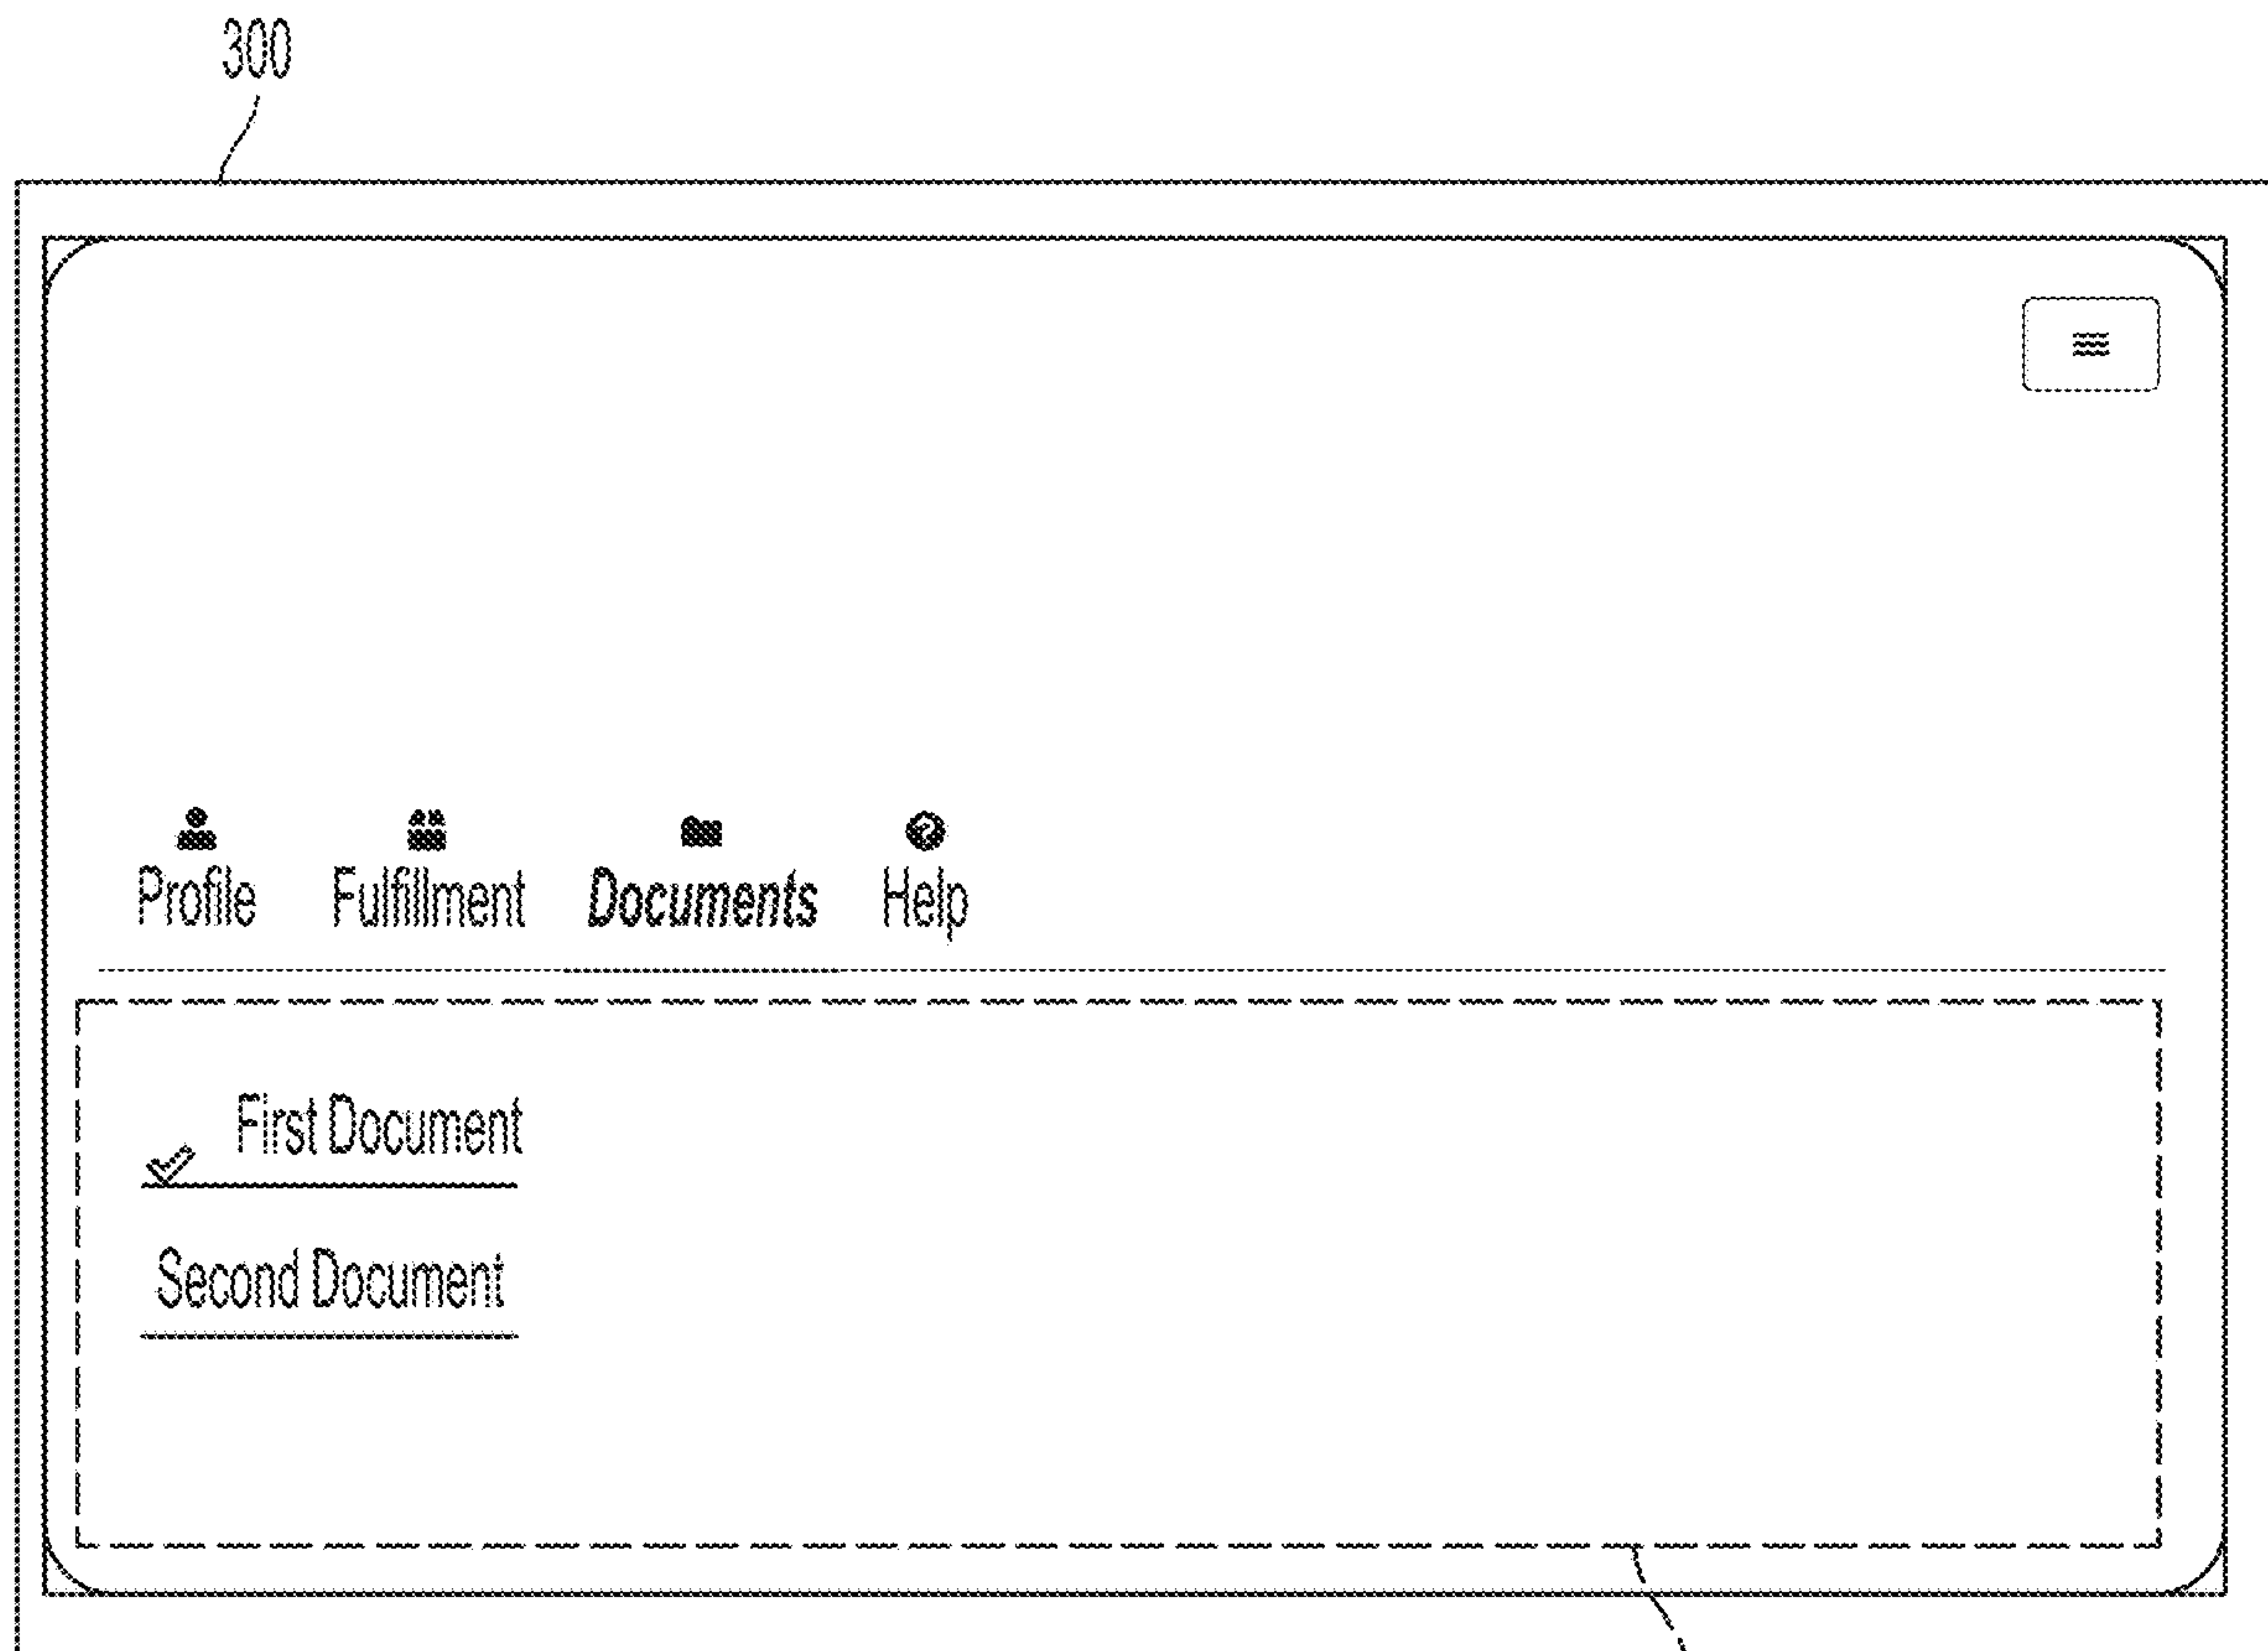 300
Profile Fulfillment Documents Help
First Document
Second Document